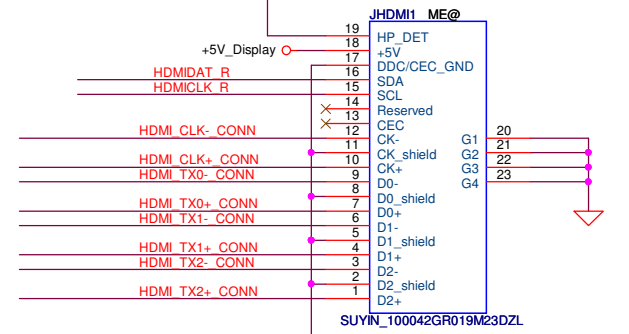 JHDMI1 ME@
19 HP_DET
+5V_Display 18 +5V
17 DDC/CEC_GND
HDMIDAT_R 16 SDA
HDMICLK_R 15 SCL
14 Reserved
13 CEC
HDMI_CLK-_CONN 12 CK- G1 20
11 CK_shield G2 21
HDMI_CLK+_CONN 10 CK+ G3 22
HDMI_TX0-_CONN 9 D0- G4 23
8 D0_shield
HDMI_TX0+_CONN 7 D0+
HDMI_TX1-_CONN 6 D1-
5 D1_shield
HDMI_TX1+_CONN 4 D1+
HDMI_TX2-_CONN 3 D2-
2 D2_shield
HDMI_TX2+_CONN 1 D2+
SUYIN_100042GR019M23DZL